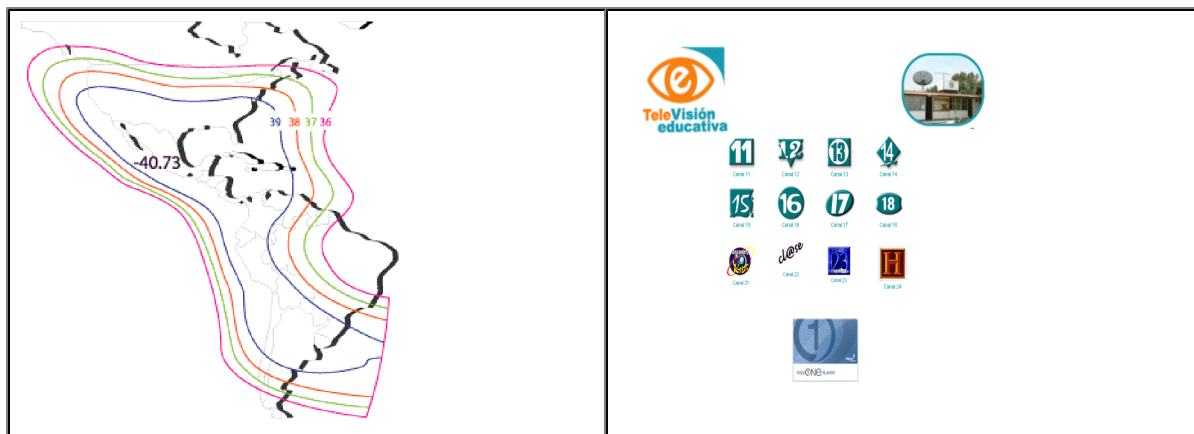 39 38 37 36
-40.73
e
TeleVisión
educativa
11 12 13 14
Canal 11 Canal 12 Canal 13 Canal 14
15 16 17 18
Canal 15 Canal 16 Canal 17 Canal 18
cl@se 23 H
Canal 21 Canal 22 Canal 23 Canal 24
1
ONE PLAYER